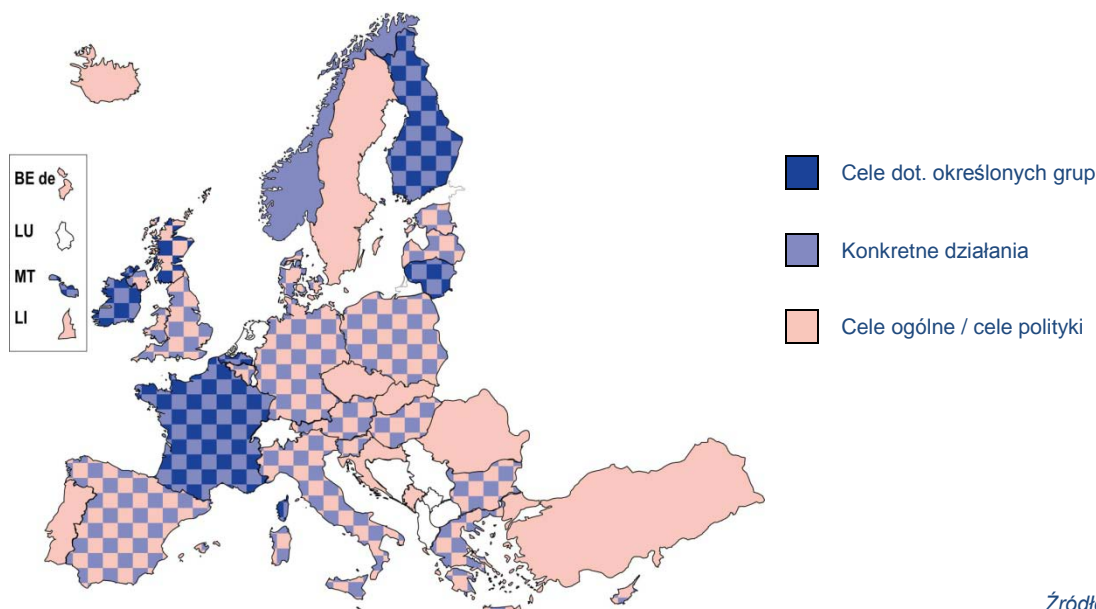 BE de
LU
MT
LI
Cele dot. określonych grup
Konkretne działania
Cele ogólne / cele polityki